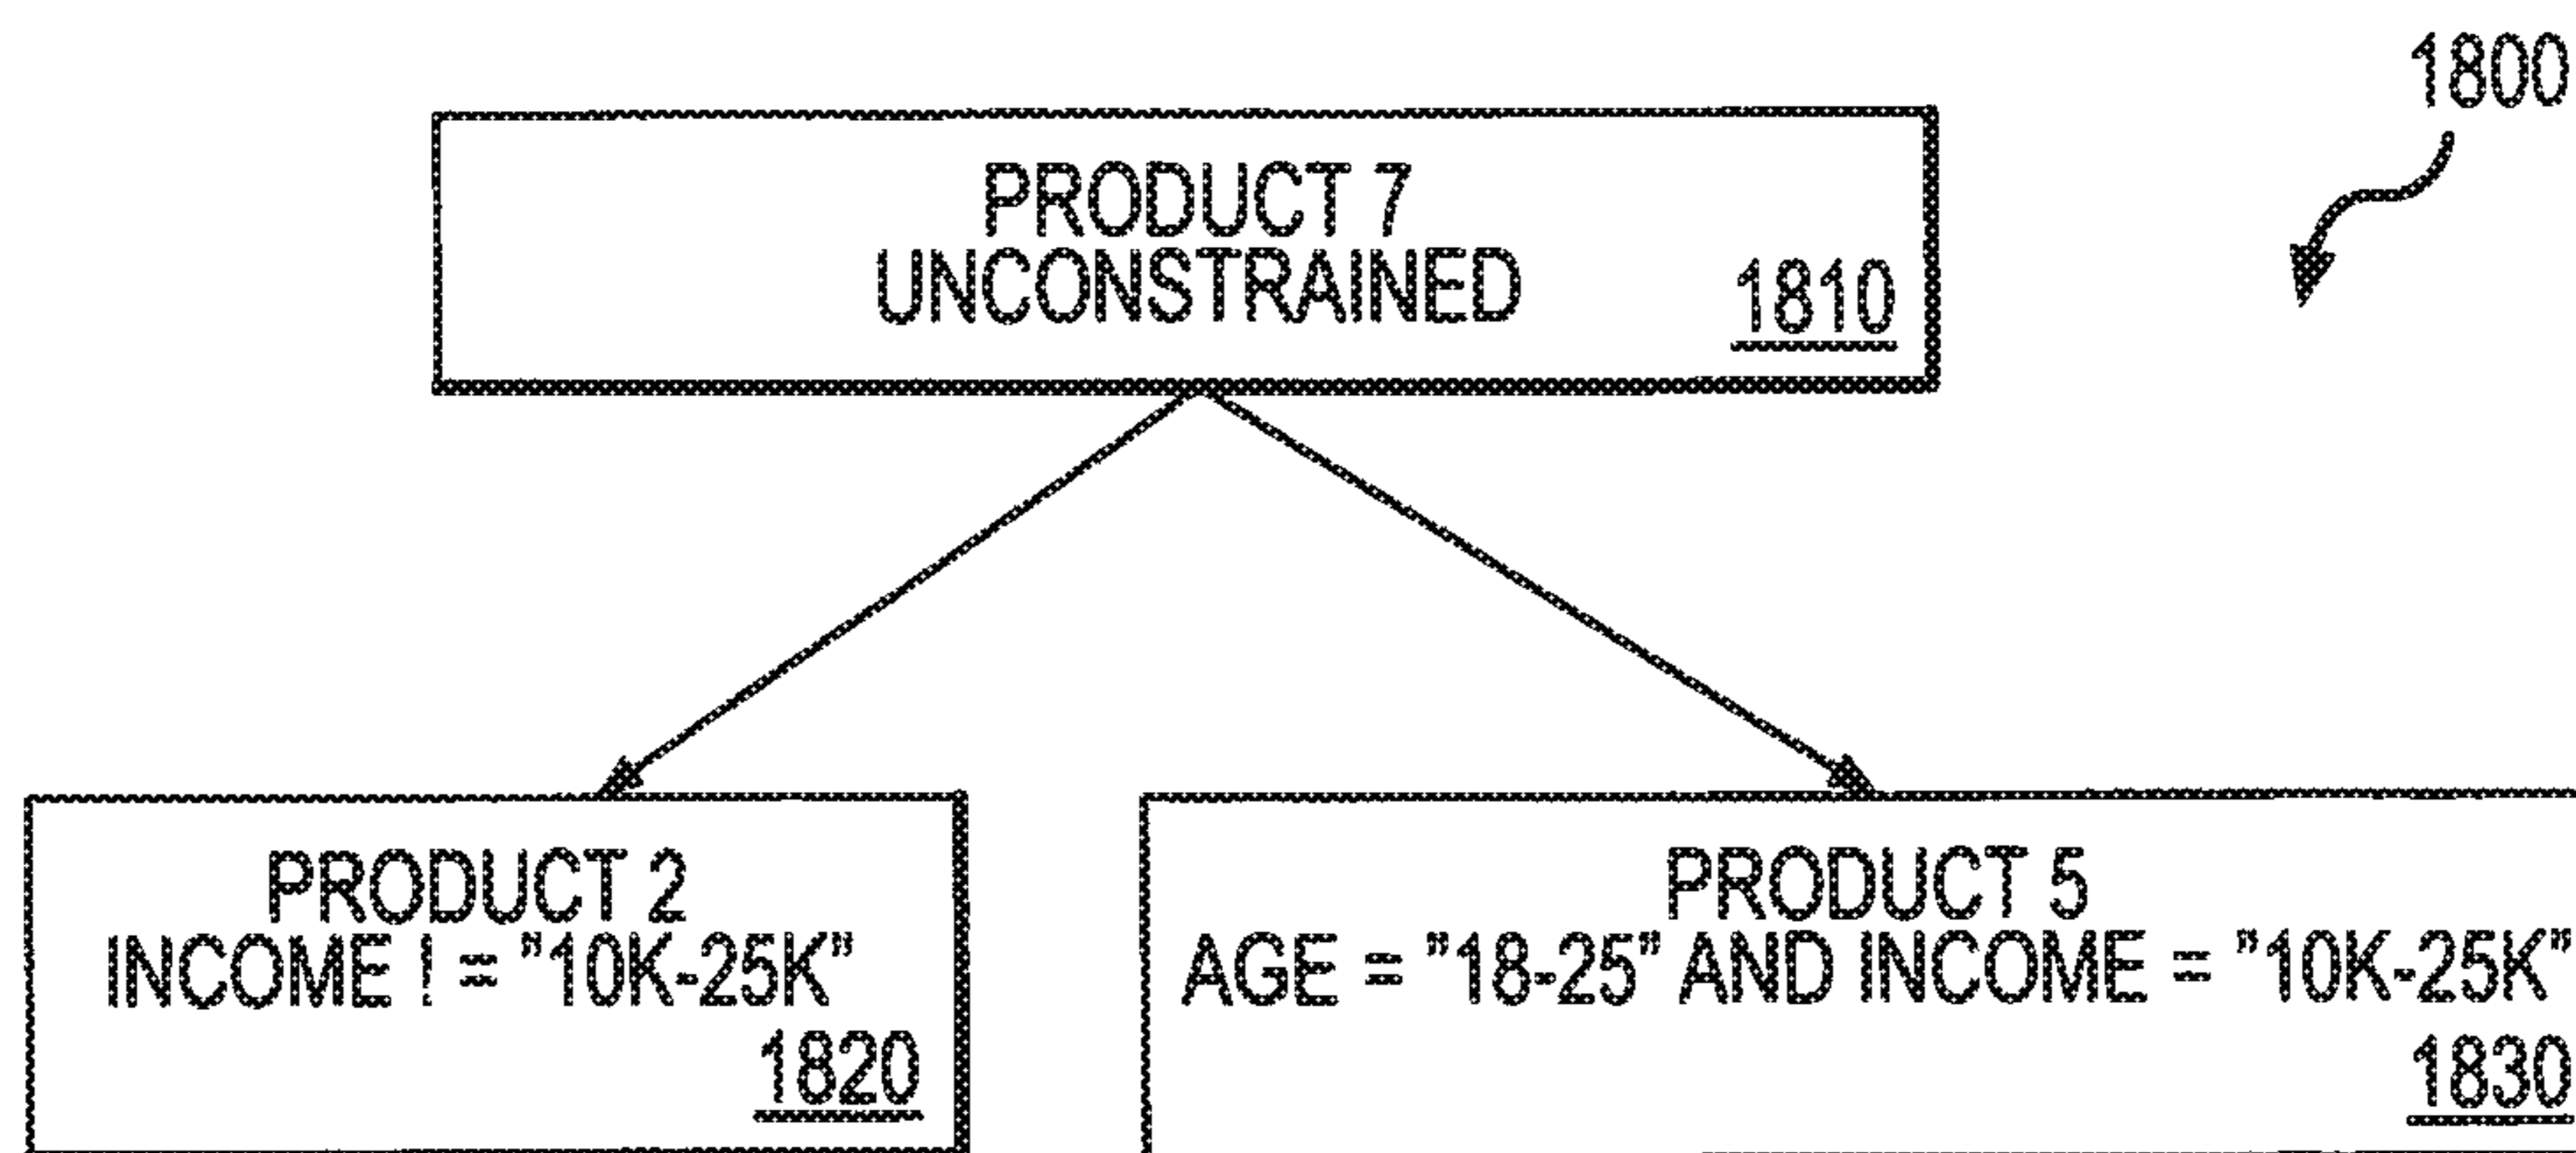 1800
PRODUCT 7
UNCONSTRAINED
1810
PRODUCT 2
INCOME ! = "10K-25K"
1820
PRODUCT 5
AGE = "18-25" AND INCOME = "10K-25K"
1830